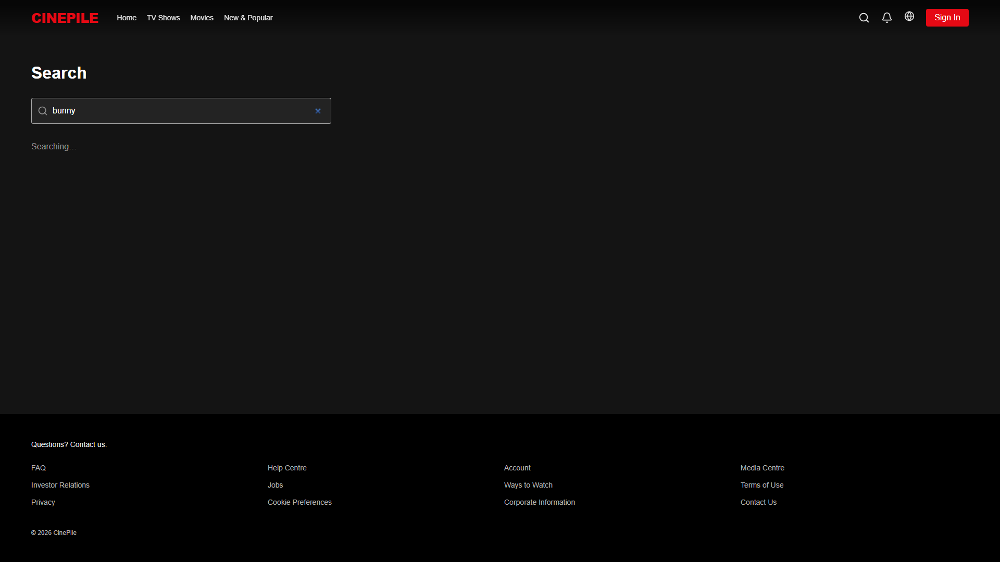 CINEPILE
Home TV Shows Movies New & Popular
Sign In
Search
bunny
Searching…
Questions? Contact us.
FAQ Help Centre Account Media Centre
Investor Relations Jobs Ways to Watch Terms of Use
Privacy Cookie Preferences Corporate Information Contact Us
© 2026 CinePile